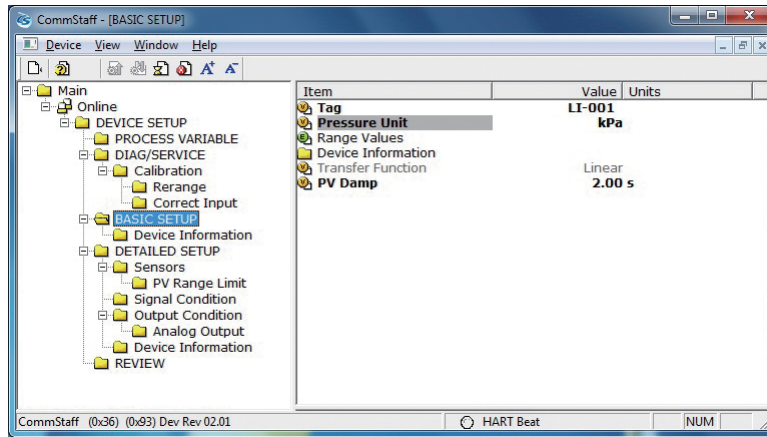 CommStaff - [BASIC SETUP]
Device View Window Help
A+ A-
Main
Online
DEVICE SETUP
PROCESS VARIABLE
DIAG/SERVICE
Calibration
Rerange
Correct Input
BASIC SETUP
Device Information
DETAILED SETUP
Sensors
PV Range Limit
Signal Condition
Output Condition
Analog Output
Device Information
REVIEW
Item Value Units
Tag LI-001
Pressure Unit kPa
Range Values
Device Information
Transfer Function Linear
PV Damp 2.00 s
CommStaff (0x36) (0x93) Dev Rev 02.01 HART Beat NUM